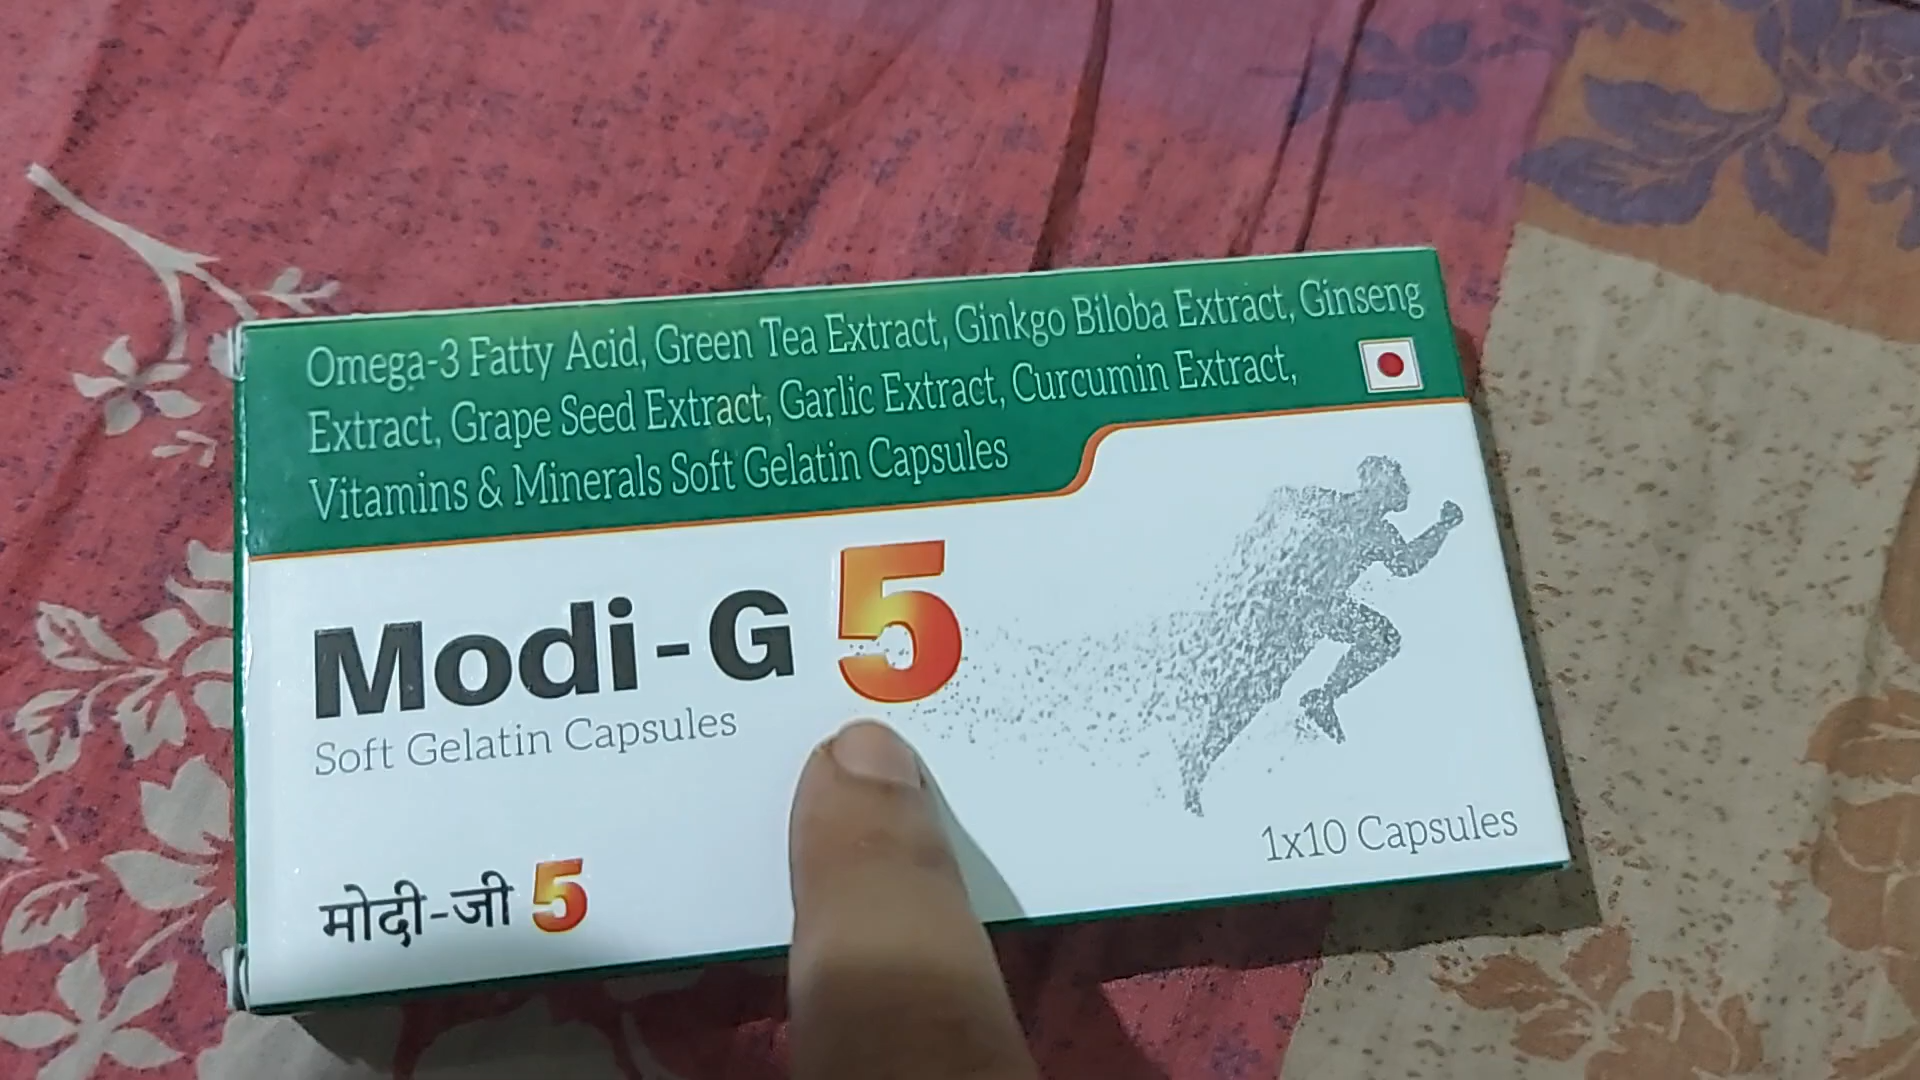 Omega-3 Fatty Acid, Green Tea Extract, Ginkgo Biloba Extract, Ginseng
Extract, Grape Seed Extract, Garlic Extract, Curcumin Extract,
Vitamins & Minerals Soft Gelatin Capsules
Modi-G 5
Soft Gelatin Capsules
मोदी-जी 5
1x10 Capsules